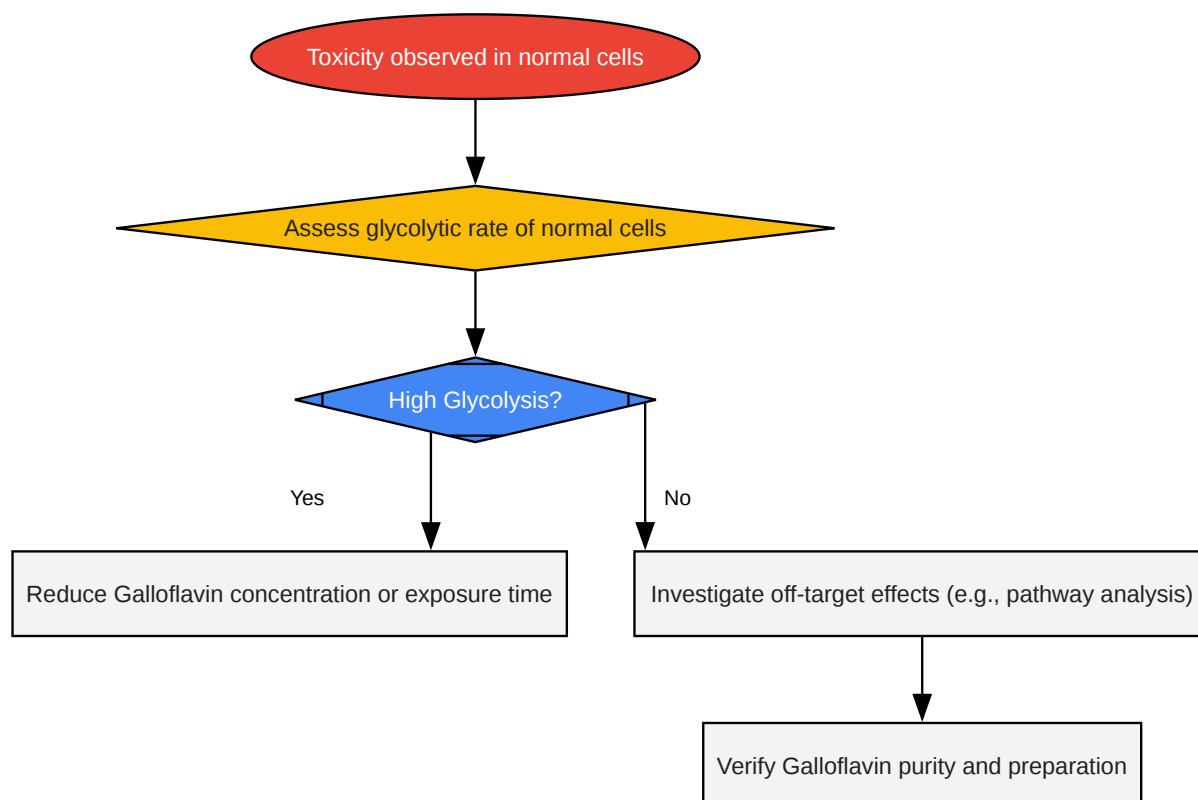 Toxicity observed in normal cells
Assess glycolytic rate of normal cells
High Glycolysis?
Yes
No
Reduce Galloflavin concentration or exposure time
Investigate off-target effects (e.g., pathway analysis)
Verify Galloflavin purity and preparation